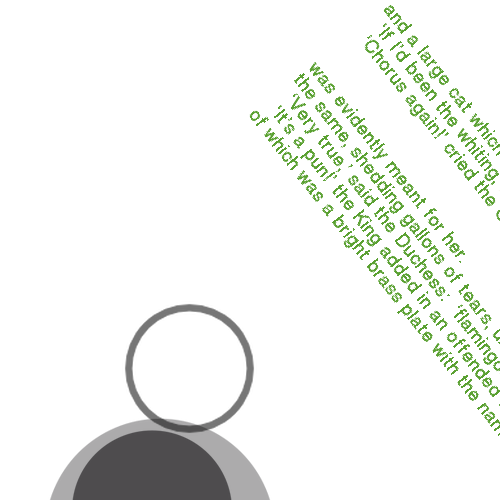 and a large cat which
'If I'd been the whiting,
'Chorus again!' cried the
was evidently meant for her.
the same, shedding gallons of tears,
'Very true,' said the Duchess: 'flamingo
'It's a pun!' the King added in an offended
of which was a bright brass plate with the